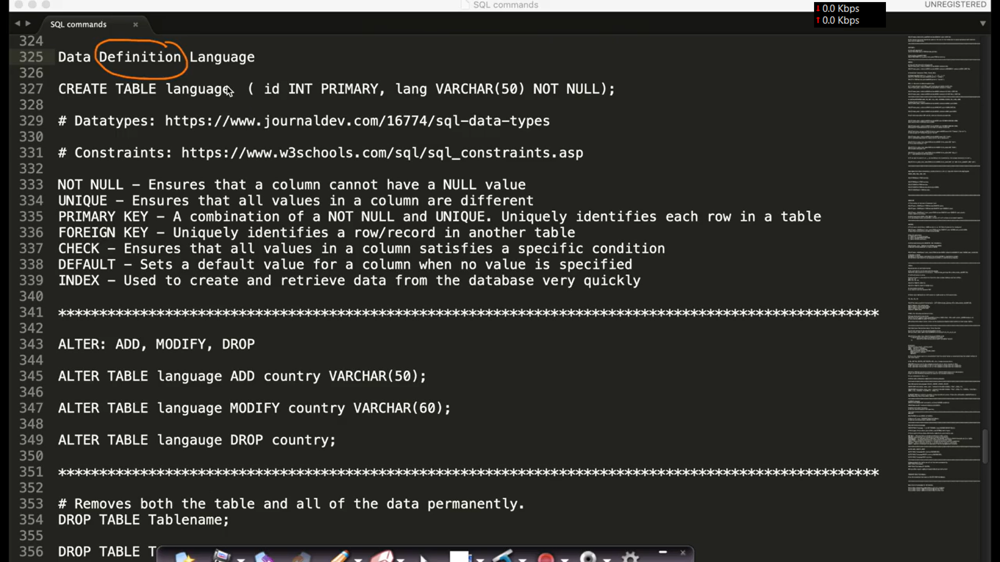 SQL commands
UNREGISTERED
↓ 0.0 Kbps
↑ 0.0 Kbps
SQL commands ×
324
325 Data Definition Language
326
327 CREATE TABLE language ( id INT PRIMARY, lang VARCHAR(50) NOT NULL);
328
329 # Datatypes: https://www.journaldev.com/16774/sql-data-types
330
331 # Constraints: https://www.w3schools.com/sql/sql_constraints.asp
332
333 NOT NULL – Ensures that a column cannot have a NULL value
334 UNIQUE – Ensures that all values in a column are different
335 PRIMARY KEY – A combination of a NOT NULL and UNIQUE. Uniquely identifies each row in a table
336 FOREIGN KEY – Uniquely identifies a row/record in another table
337 CHECK – Ensures that all values in a column satisfies a specific condition
338 DEFAULT – Sets a default value for a column when no value is specified
339 INDEX – Used to create and retrieve data from the database very quickly
340
341 ****************************************************************************************************
342
343 ALTER: ADD, MODIFY, DROP
344
345 ALTER TABLE language ADD country VARCHAR(50);
346
347 ALTER TABLE language MODIFY country VARCHAR(60);
348
349 ALTER TABLE langauge DROP country;
350
351 ****************************************************************************************************
352
353 # Removes both the table and all of the data permanently.
354 DROP TABLE Tablename;
355
356 DROP TABLE T